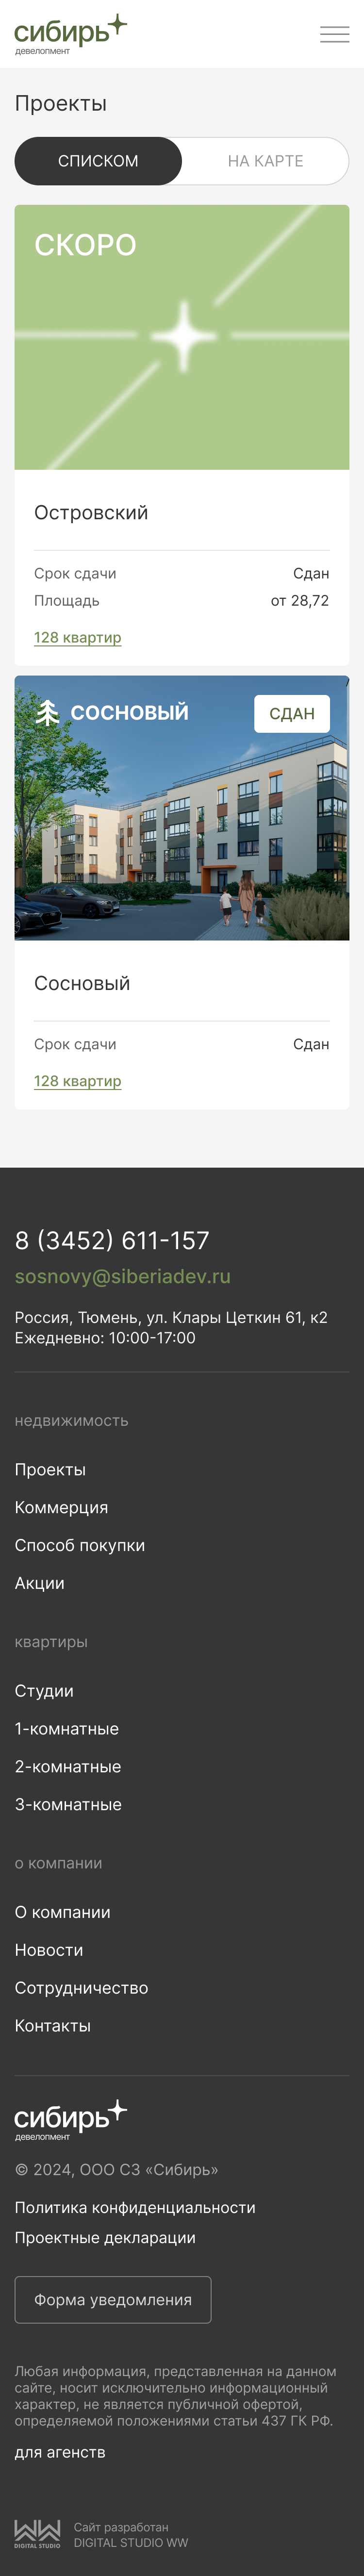 сибирь
девелопмент
Проекты
СПИСКОМ
НА КАРТЕ
СКОРО
Островский
Срок сдачи
Сдан
Площадь
от 28,72
128 квартир
СОСНОВЫЙ
СДАН
Сосновый
Срок сдачи
Сдан
128 квартир
8 (3452) 611-157
sosnovy@siberiadev.ru
Россия, Тюмень, ул. Клары Цеткин 61, к2
Ежедневно: 10:00-17:00
недвижимость
Проекты
Коммерция
Способ покупки
Акции
квартиры
Студии
1-комнатные
2-комнатные
3-комнатные
о компании
О компании
Новости
Сотрудничество
Контакты
сибирь
девелопмент
© 2024, ООО СЗ «Сибирь»
Политика конфиденциальности
Проектные декларации
Форма уведомления
Любая информация, представленная на данном
сайте, носит исключительно информационный
характер, не является публичной офертой,
определяемой положениями статьи 437 ГК РФ.
для агенств
WW
DIGITAL STUDIO
Сайт разработан
DIGITAL STUDIO WW